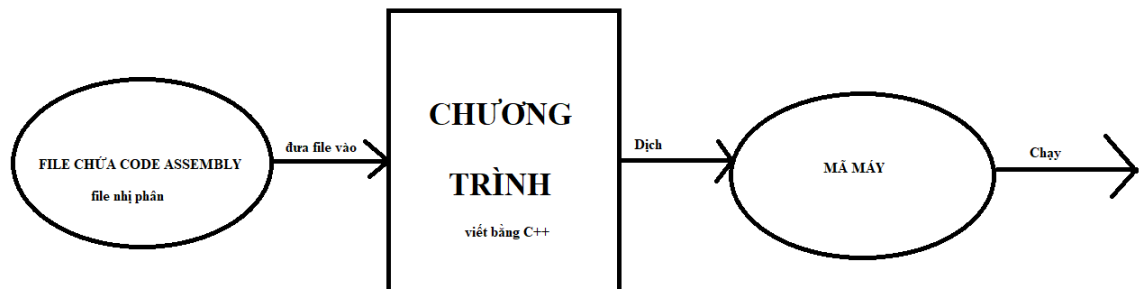 FILE CHỨA CODE ASSEMBLY
file nhị phân
đưa file vào
CHƯƠNG
TRÌNH
viết bằng C++
Dịch
MÃ MÁY
Chạy